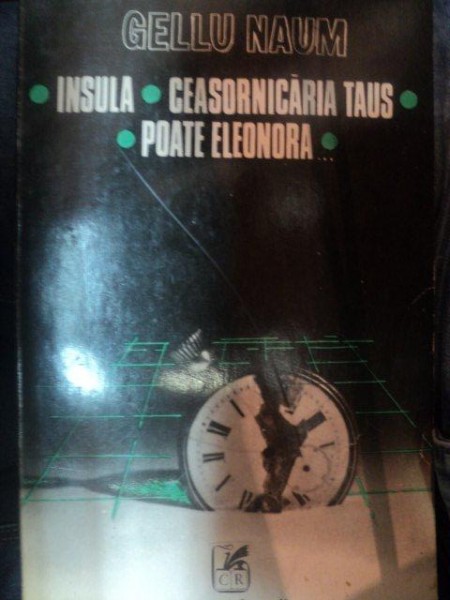 GELLU NAUM
• INSULA • CEASORNICĂRIA TAUS •
• POATE ELEONORA... •
C R